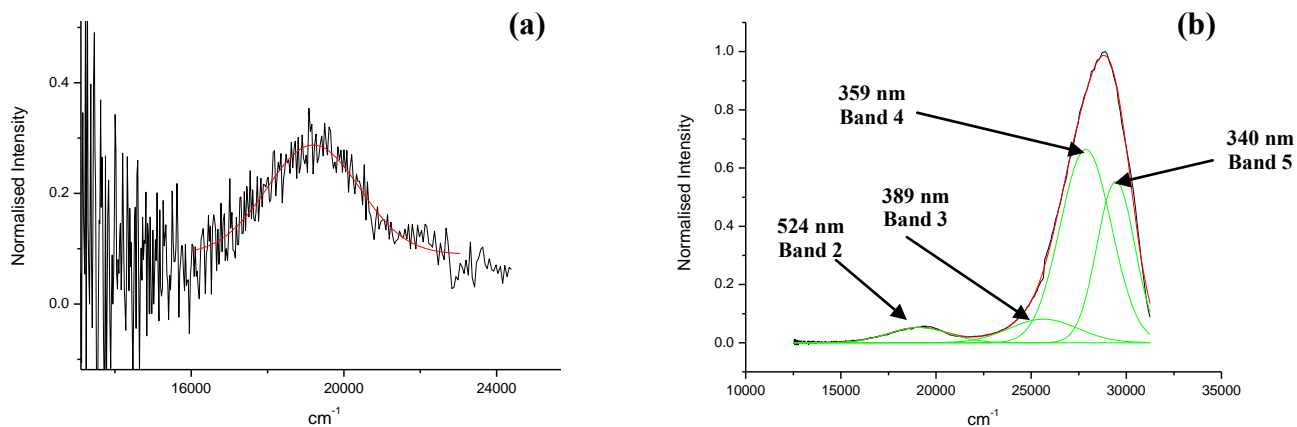 (a)
Normalised Intensity
0.4
0.2
0.0
16000
20000
24000
cm-1
(b)
Normalised Intensity
1.0
0.8
0.6
0.4
0.2
0.0
359 nm
Band 4
340 nm
Band 5
389 nm
Band 3
524 nm
Band 2
10000
15000
20000
25000
30000
35000
cm-1